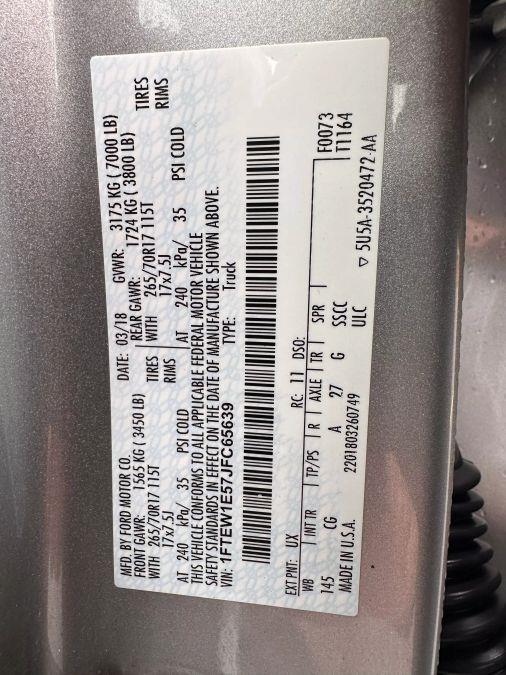 MFD. BY FORD MOTOR CO. DATE: 03/18 GVWR: 3175 KG ( 7000 LB)
FRONT GAWR: 1565 KG ( 3450 LB) REAR GAWR: 1724 KG ( 3800 LB)
WITH 265/70R17 115T TIRES WITH 265/70R17 115T TIRES
17x7.5J RIMS 17x7.5J RIMS
AT 240 kPa/ 35 PSI COLD AT 240 kPa/ 35 PSI COLD
THIS VEHICLE CONFORMS TO ALL APPLICABLE FEDERAL MOTOR VEHICLE
SAFETY STANDARDS IN EFFECT ON THE DATE OF MANUFACTURE SHOWN ABOVE.
VIN: 1FTEW1E57JFC65639 TYPE: Truck
EXT PNT: UX RC: 11 DSO: F0073
WB INT TR TP/PS R AXLE TR SPR T1164
145 CG A 27 G SSCC
MADE IN U.S.A. 2201803260749 ULC
▽ 5U5A-3520472-AA